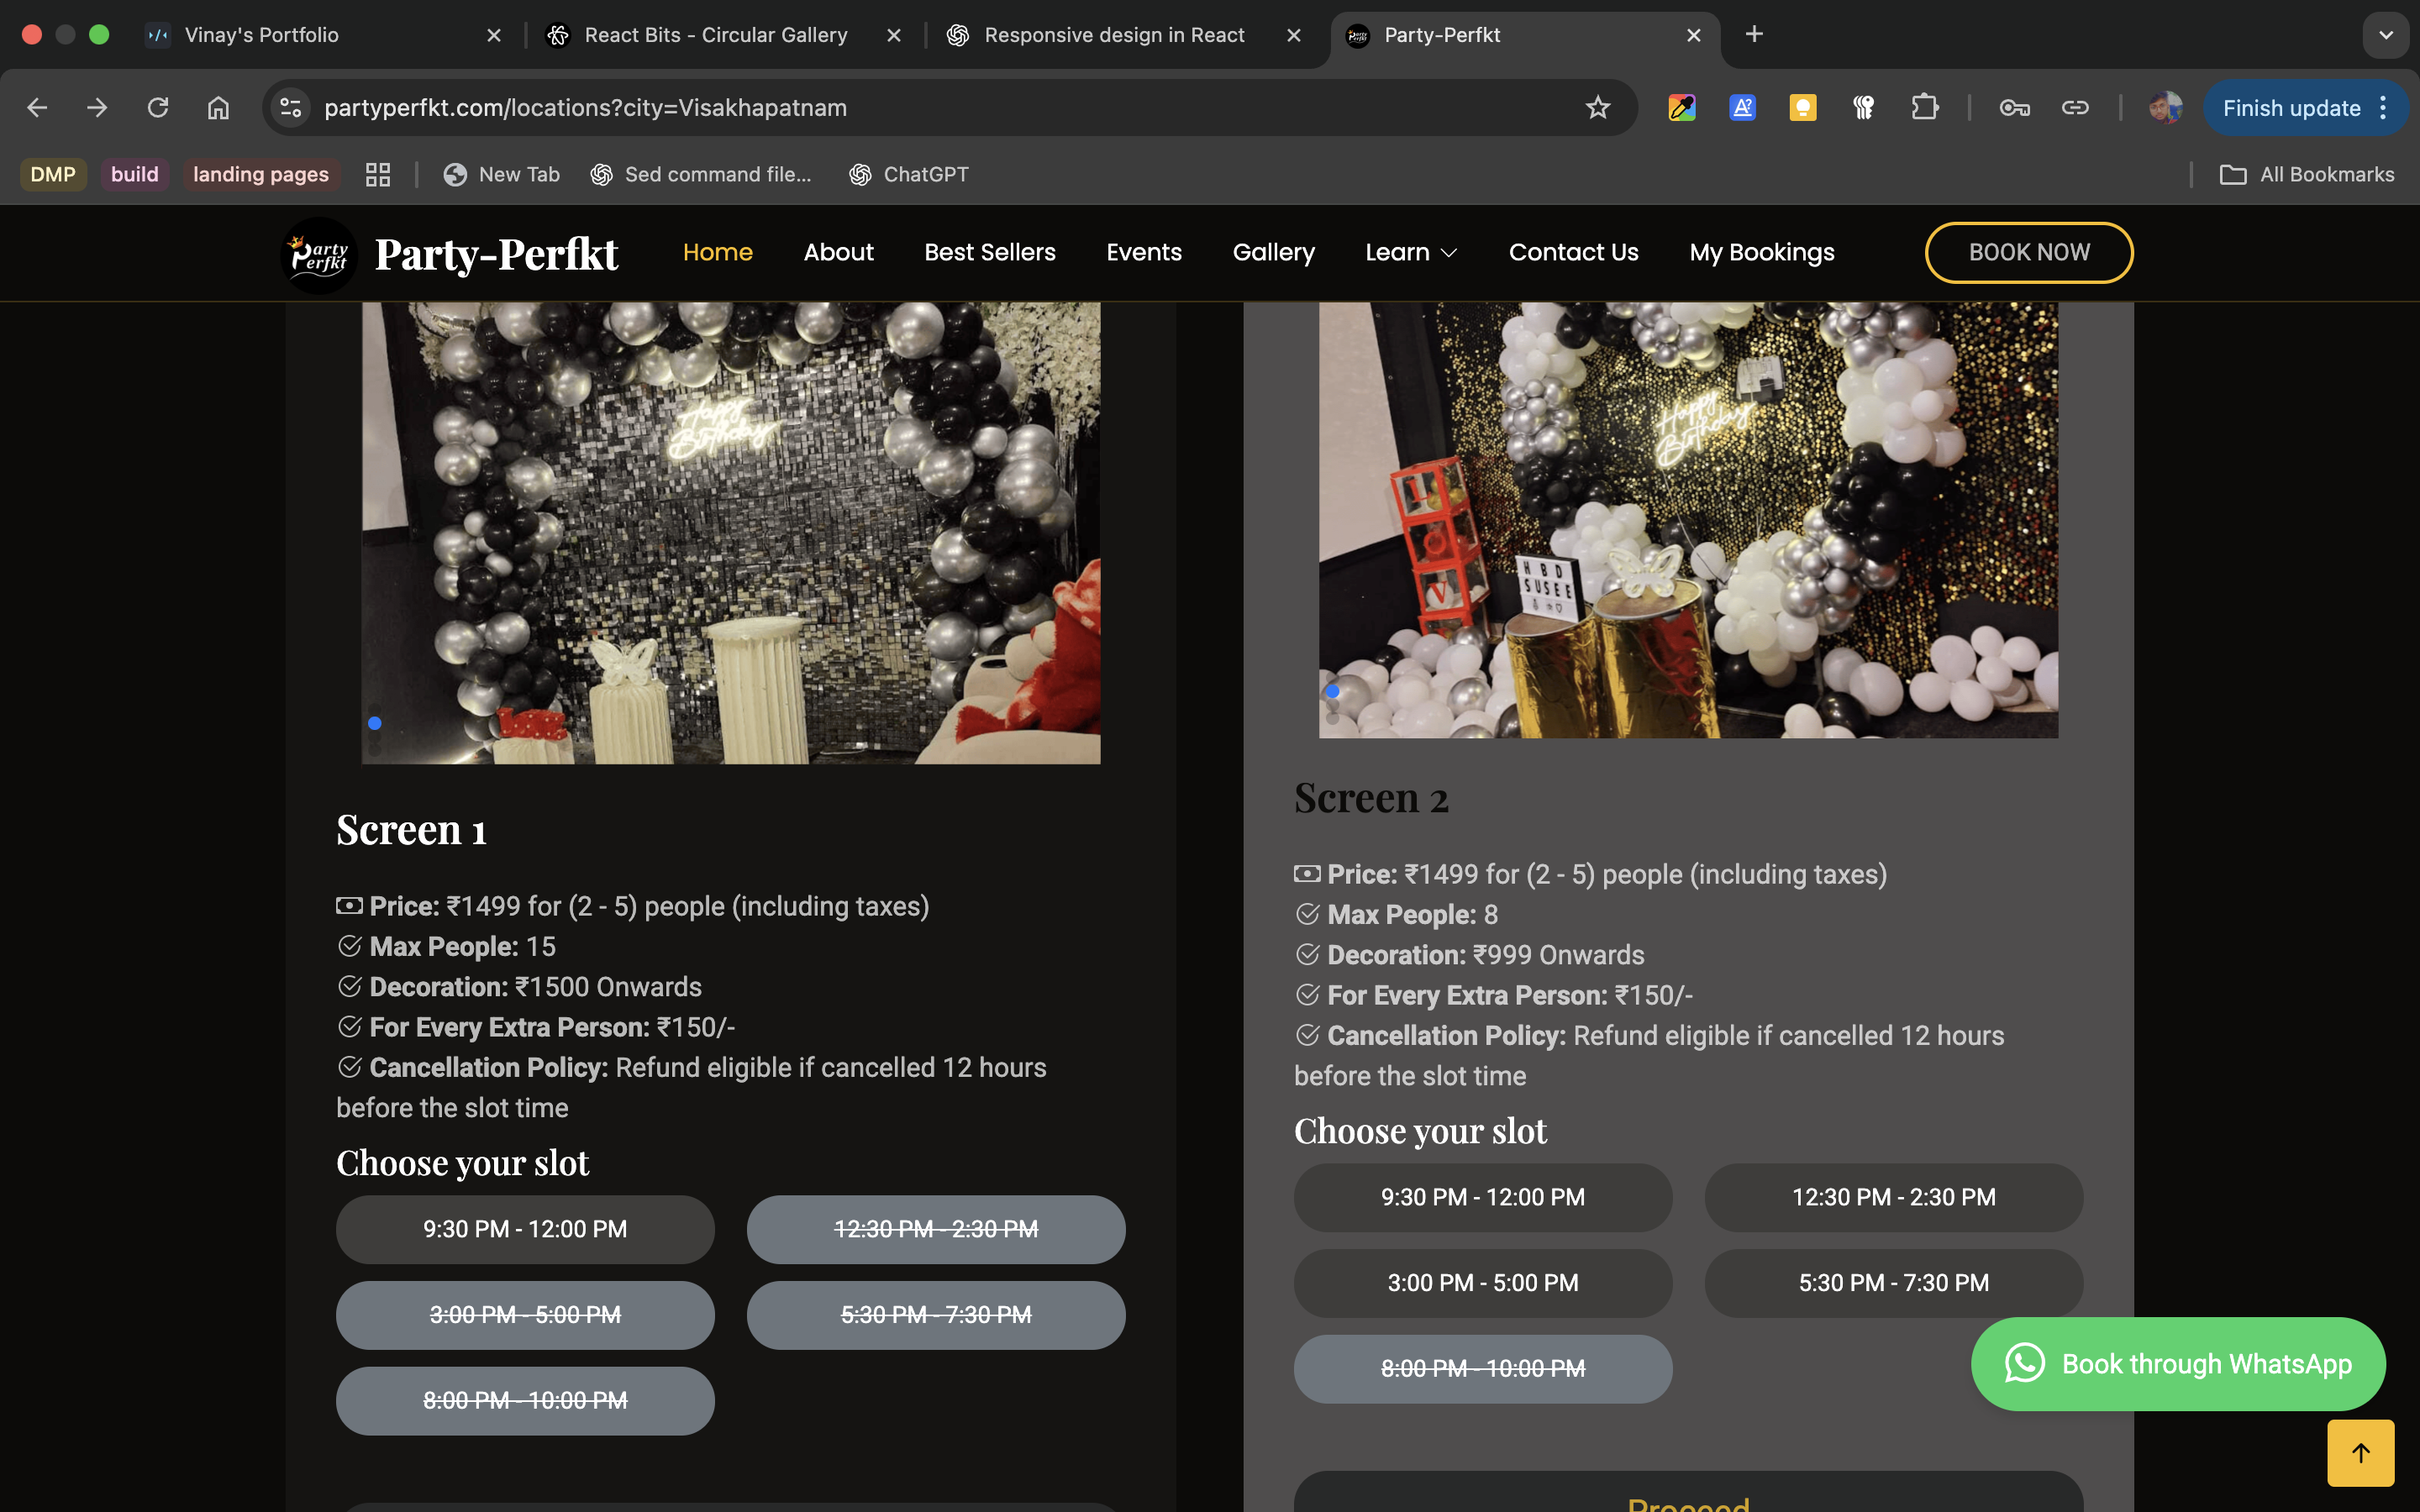 Vinay's Portfolio
React Bits - Circular Gallery
Responsive design in React
Party-Perfkt
partyperfkt.com/locations?city=Visakhapatnam
Finish update
DMP
build
landing pages
New Tab
Sed command file...
ChatGPT
All Bookmarks
Party Perfkt
Party-Perfkt
Home
About
Best Sellers
Events
Gallery
Learn
Contact Us
My Bookings
BOOK NOW
Happy
Birthday
Screen 1
Price: ₹1499 for (2 - 5) people (including taxes)
Max People: 15
Decoration: ₹1500 Onwards
For Every Extra Person: ₹150/-
Cancellation Policy: Refund eligible if cancelled 12 hours
before the slot time
Choose your slot
9:30 PM - 12:00 PM
12:30 PM - 2:30 PM
3:00 PM - 5:00 PM
5:30 PM - 7:30 PM
8:00 PM - 10:00 PM
Happy
Birthday
L
O
V
HBD
SUSEE
Screen 2
Price: ₹1499 for (2 - 5) people (including taxes)
Max People: 8
Decoration: ₹999 Onwards
For Every Extra Person: ₹150/-
Cancellation Policy: Refund eligible if cancelled 12 hours
before the slot time
Choose your slot
9:30 PM - 12:00 PM
12:30 PM - 2:30 PM
3:00 PM - 5:00 PM
5:30 PM - 7:30 PM
8:00 PM - 10:00 PM
Proceed
Book through WhatsApp